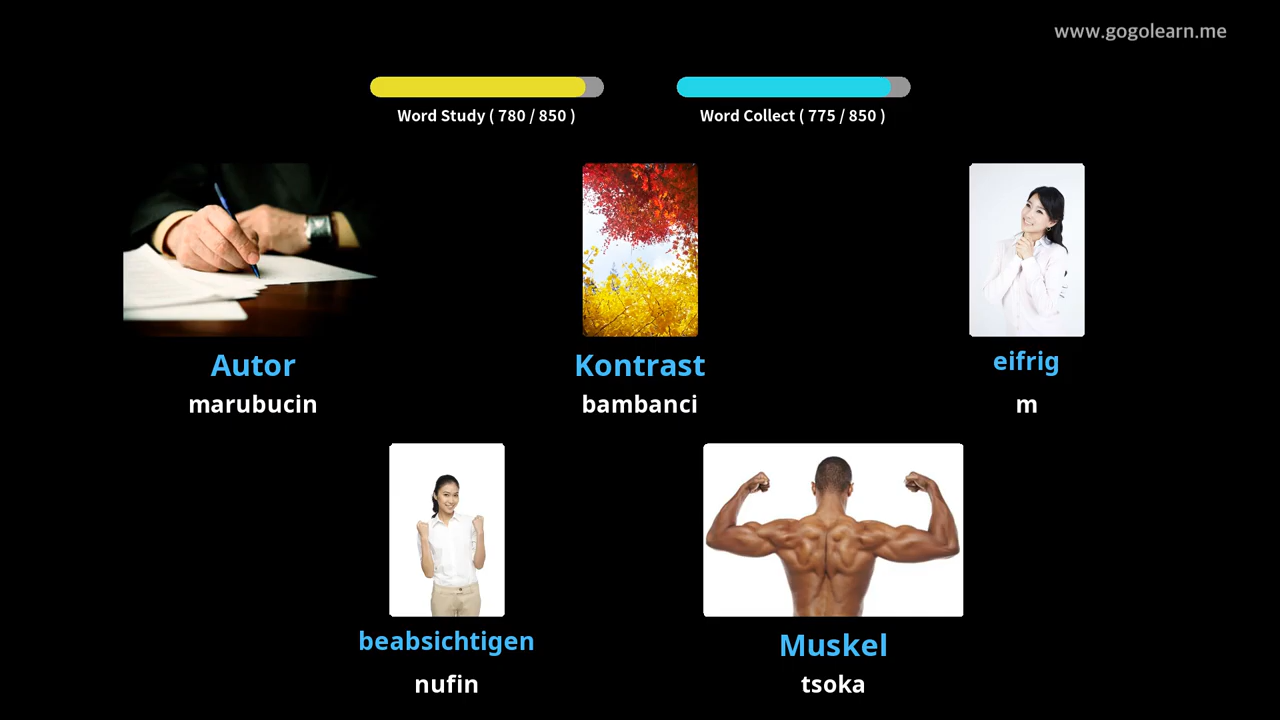 www.gogolearn.me
Word Study ( 780 / 850 )
Word Collect ( 775 / 850 )
Autor
marubucin
Kontrast
bambanci
eifrig
m
beabsichtigen
nufin
Muskel
tsoka